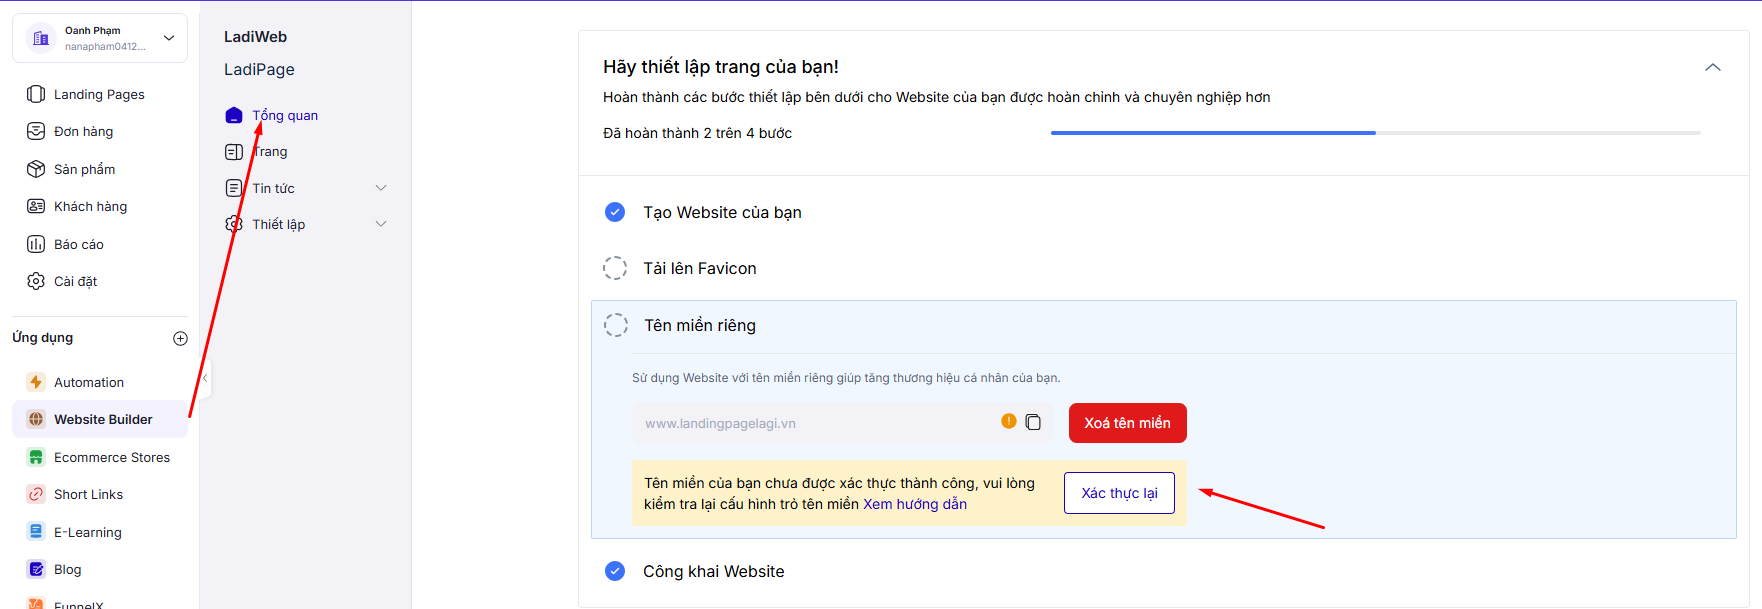 Oanh Phạm
nanapham0412...
Landing Pages
Đơn hàng
Sản phẩm
Khách hàng
Báo cáo
Cài đặt
Ứng dụng
Automation
Website Builder
Ecommerce Stores
Short Links
E-Learning
Blog
FunnelX
LadiWeb
LadiPage
Tổng quan
Trang
Tin tức
Thiết lập
Hãy thiết lập trang của bạn!
Hoàn thành các bước thiết lập bên dưới cho Website của bạn được hoàn chỉnh và chuyên nghiệp hơn
Đã hoàn thành 2 trên 4 bước
Tạo Website của bạn
Tải lên Favicon
Tên miền riêng
Sử dụng Website với tên miền riêng giúp tăng thương hiệu cá nhân của bạn.
www.landingpagelagi.vn
Xoá tên miền
Tên miền của bạn chưa được xác thực thành công, vui lòng
kiểm tra lại cấu hình trỏ tên miền Xem hướng dẫn
Xác thực lại
Công khai Website